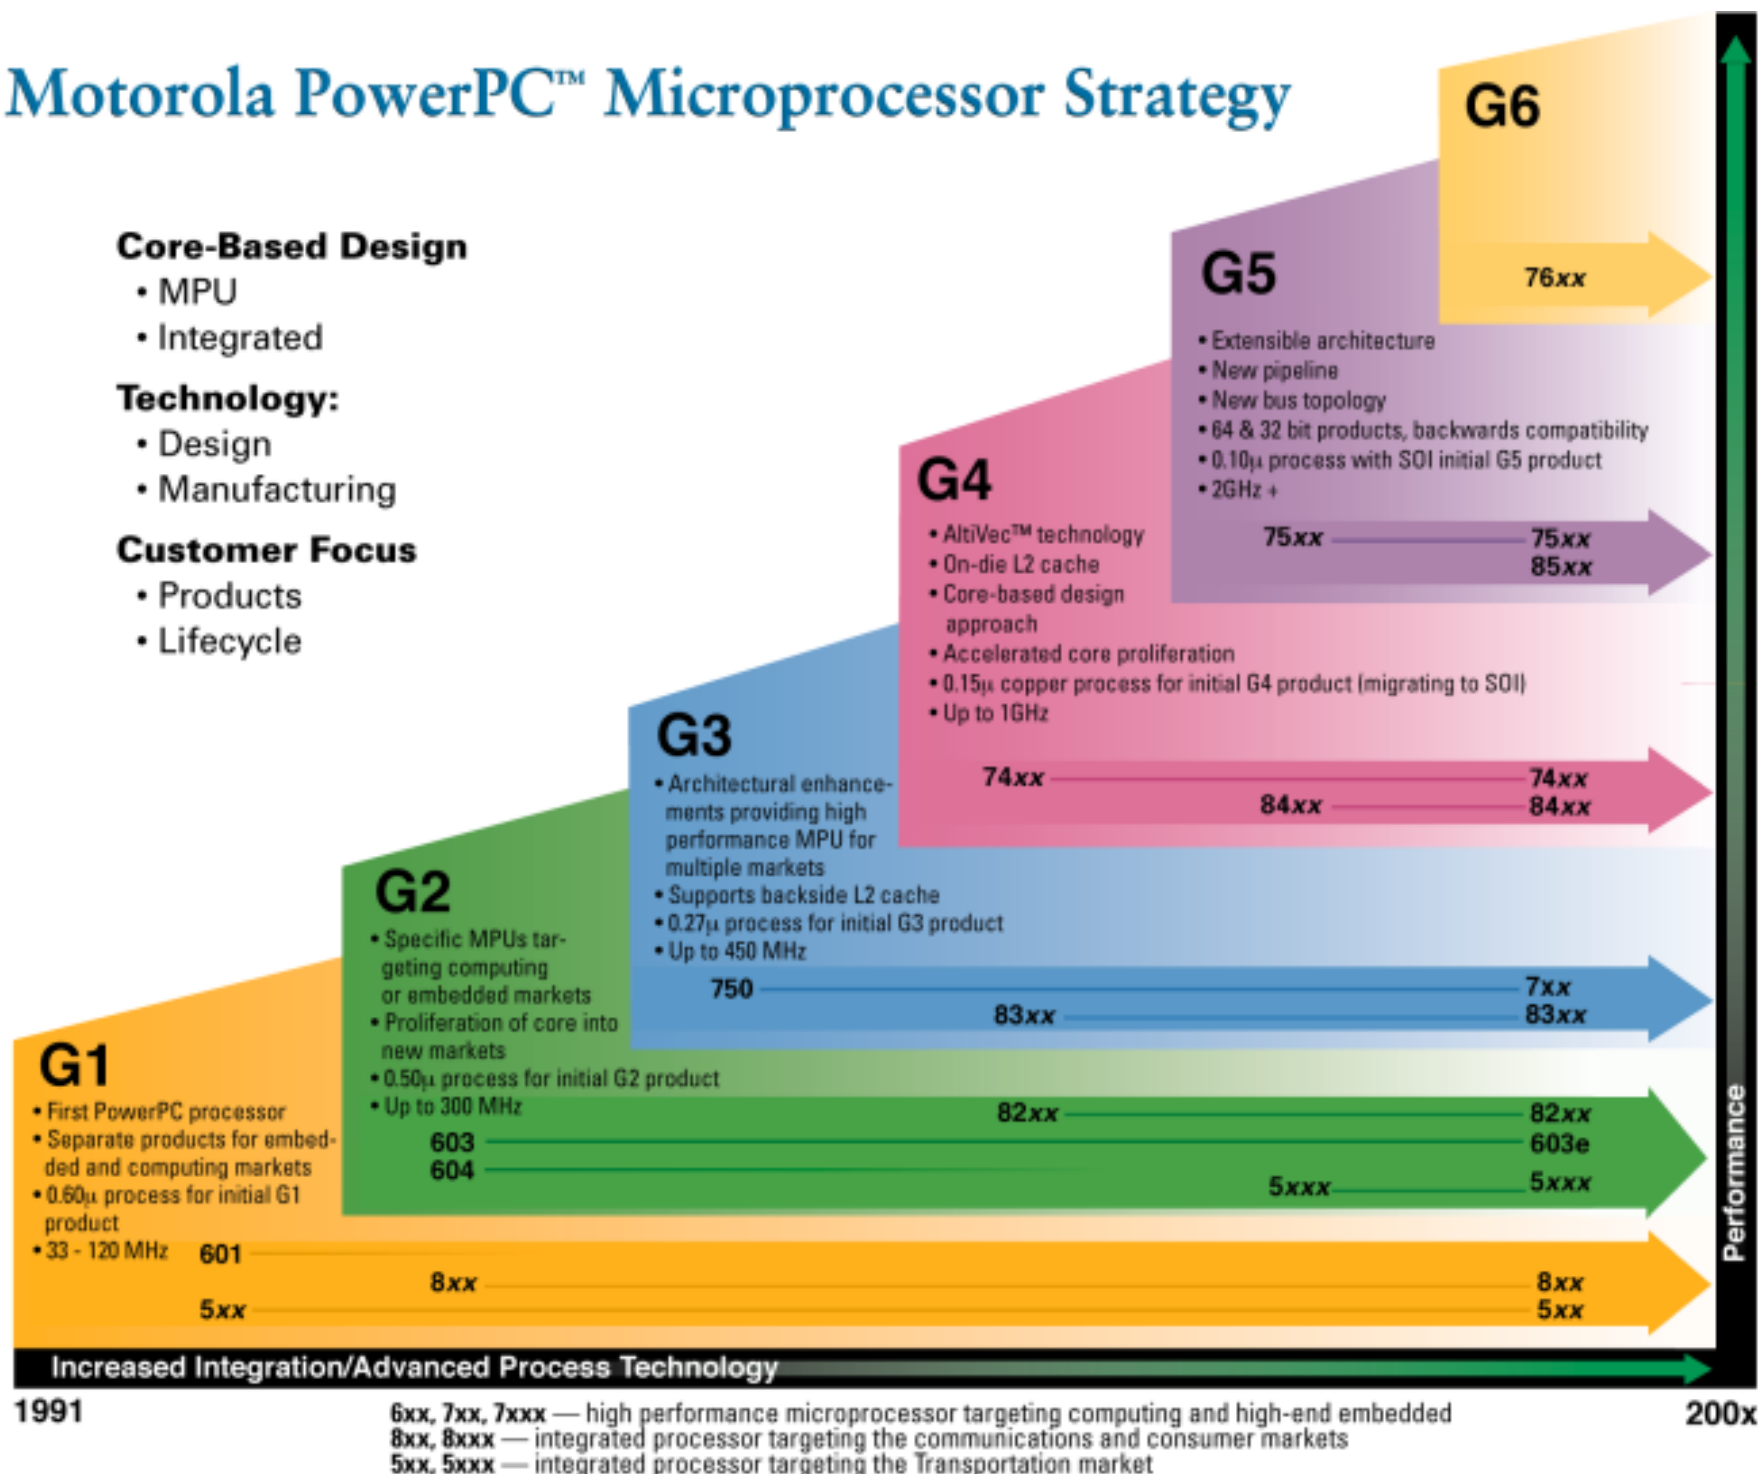 Motorola PowerPC™ Microprocessor Strategy
Core-Based Design
• MPU
• Integrated
Technology:
• Design
• Manufacturing
Customer Focus
• Products
• Lifecycle
G6
76xx
G5
• Extensible architecture
• New pipeline
• New bus topology
• 64 & 32 bit products, backwards compatibility
• 0.10µ process with SOI initial G5 product
• 2GHz +
75xx 75xx
85xx
G4
• AltiVec™ technology
• On-die L2 cache
• Core-based design
approach
• Accelerated core proliferation
• 0.15µ copper process for initial G4 product (migrating to SOI)
• Up to 1GHz
74xx 74xx
84xx 84xx
G3
• Architectural enhance-
ments providing high
performance MPU for
multiple markets
• Supports backside L2 cache
• 0.27µ process for initial G3 product
• Up to 450 MHz
750 7xx
83xx 83xx
G2
• Specific MPUs tar-
geting computing
or embedded markets
• Proliferation of core into
new markets
• 0.50µ process for initial G2 product
• Up to 300 MHz
82xx 82xx
603 603e
604
5xxx 5xxx
G1
• First PowerPC processor
• Separate products for embed-
ded and computing markets
• 0.60µ process for initial G1
product
• 33 - 120 MHz
601
8xx 8xx
5xx 5xx
Performance
Increased Integration/Advanced Process Technology
1991 200x
6xx, 7xx, 7xxx — high performance microprocessor targeting computing and high-end embedded
8xx, 8xxx — integrated processor targeting the communications and consumer markets
5xx, 5xxx — integrated processor targeting the Transportation market